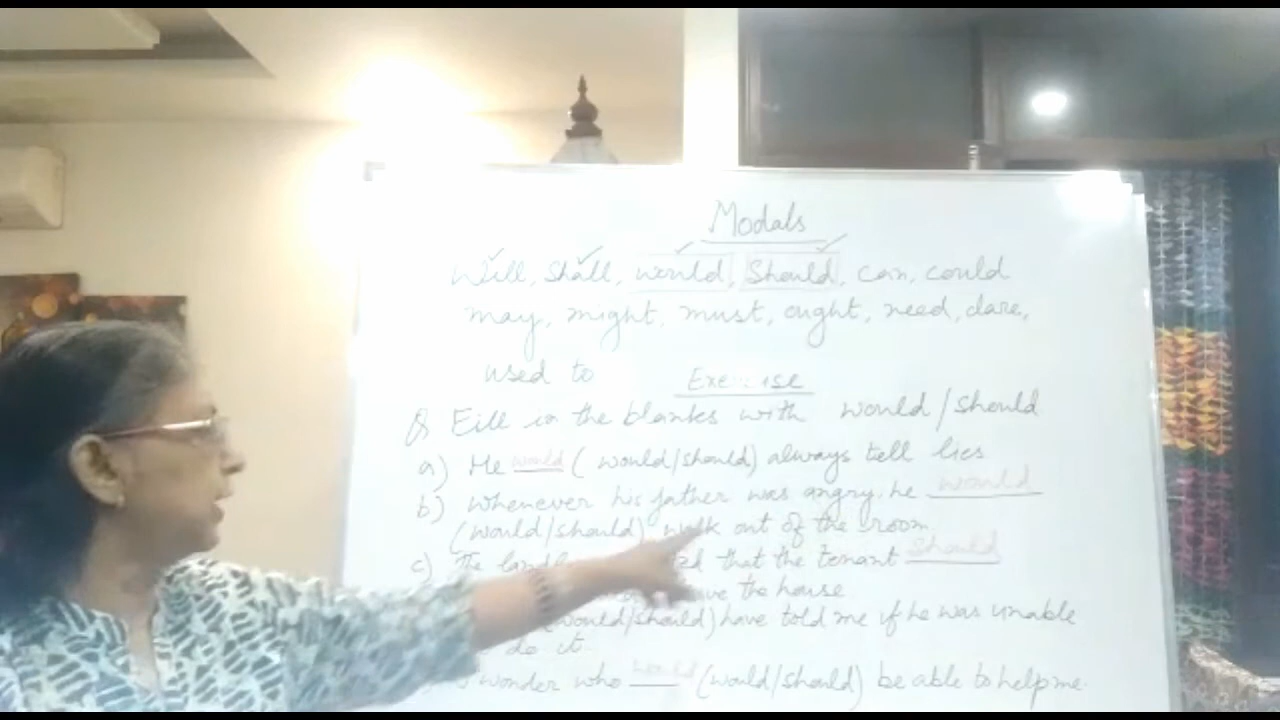 Modals
Will, Shall, would, Should, can, could
may, might, must, ought, need, dare,
used to Exercise
Q Fill in the blanks with would/should
a) He would (would/should) always tell lies
b) Whenever his father was angry, he would
(would/should) walk out of the room
c) The that the tenant should
the house
(would/should) have told me if he was unable
do it
wonder who would (would/should) be able to help me.